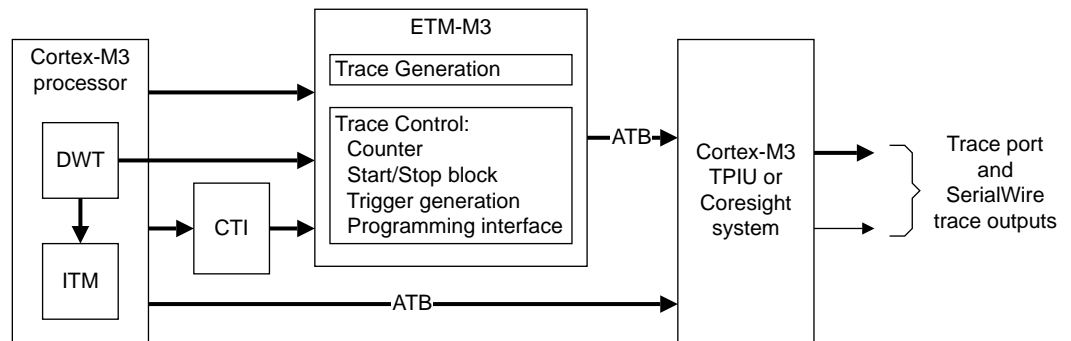 Cortex-M3
processor
DWT
ITM
CTI
ETM-M3
Trace Generation
Trace Control:
Counter
Start/Stop block
Trigger generation
Programming interface
ATB
ATB
Cortex-M3
TPIU or
Coresight
system
Trace port
and
SerialWire
trace outputs